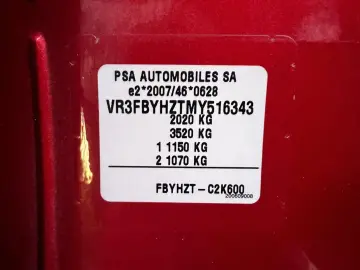 PSA AUTOMOBILES SA
e2*2007/46*0628
VR3FBYHZTMY516343
2020 KG
3520 KG
1 1150 KG
2 1070 KG
FBYHZT-C2K600